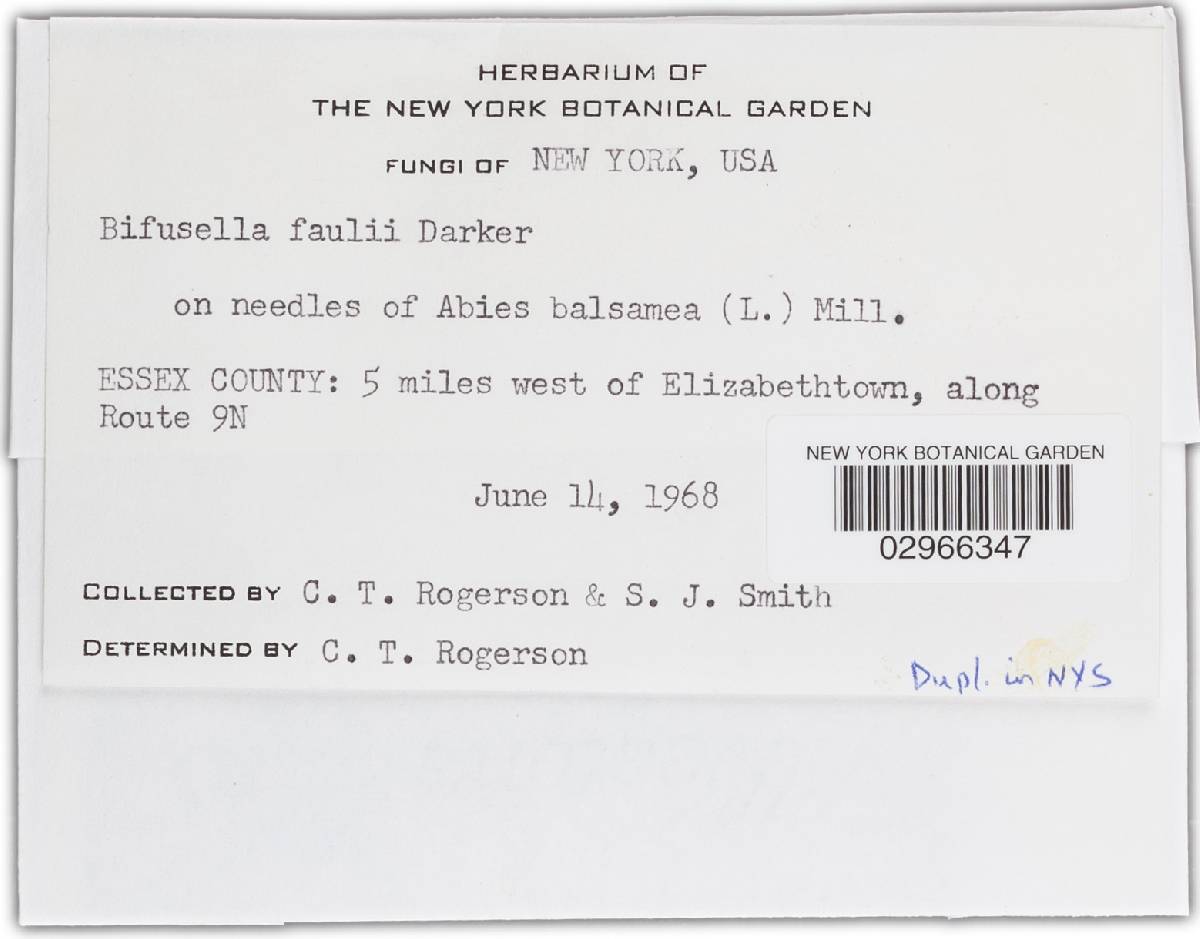 HERBARIUM OF
THE NEW YORK BOTANICAL GARDEN
FUNGI OF NEW YORK, USA
Bifusella faulii Darker
on needles of Abies balsamea (L.) Mill.
ESSEX COUNTY: 5 miles west of Elizabethtown, along
Route 9N
June 14, 1968
NEW YORK BOTANICAL GARDEN
02966347
COLLECTED BY C. T. Rogerson & S. J. Smith
DETERMINED BY C. T. Rogerson
Dupl. in NYS